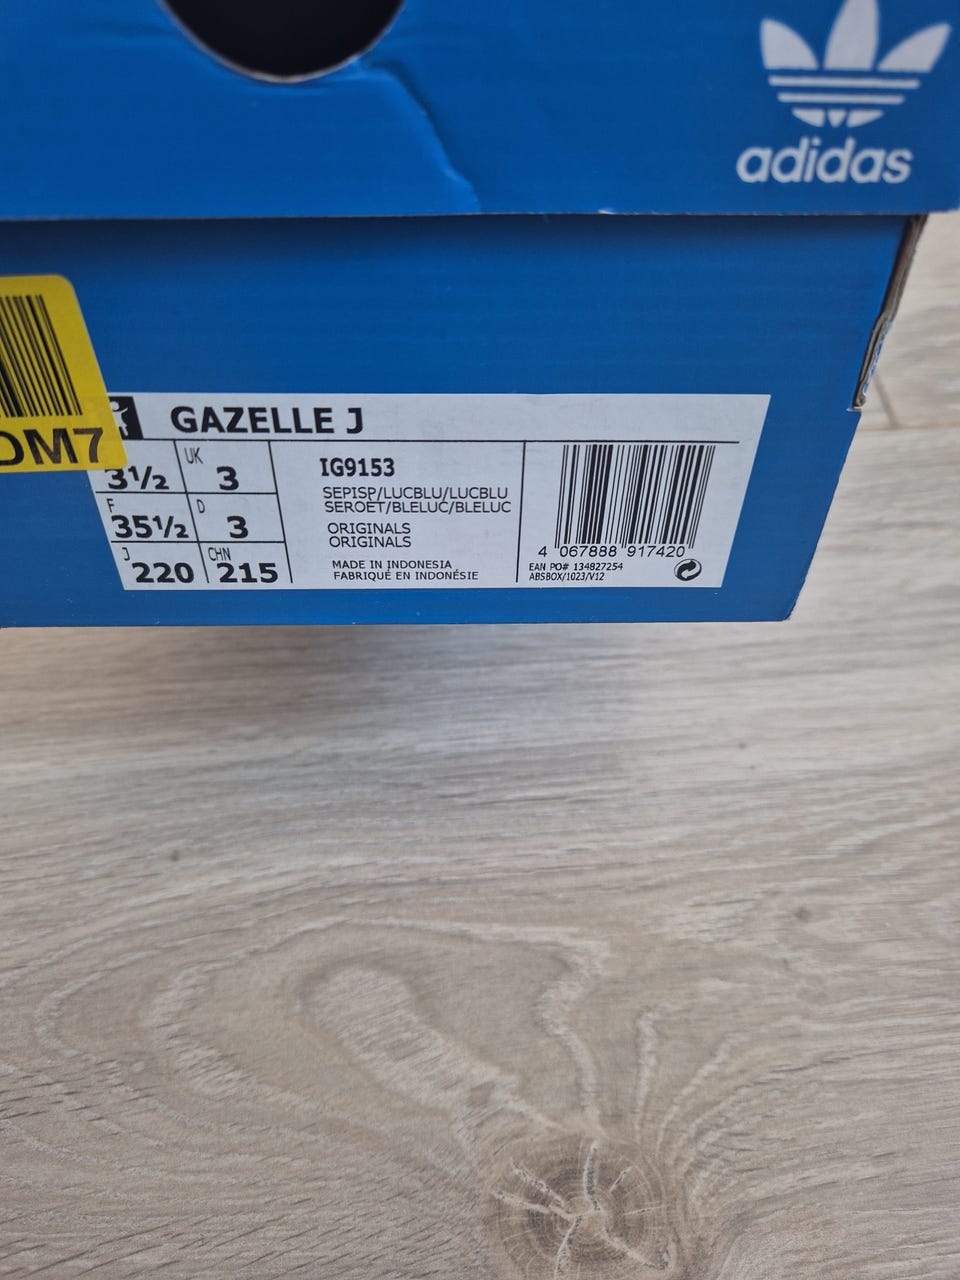 adidas
DM7
GAZELLE J
3½
UK
3
F
35½
D
3
J
220
CHN
215
IG9153
SEPISP/LUCBLU/LUCBLU
SEROET/BLELUC/BLELUC
ORIGINALS
ORIGINALS
MADE IN INDONESIA
FABRIQUÉ EN INDONÉSIE
4 067888 917420
EAN PO# 134827254
ABSBOX/1023/V12